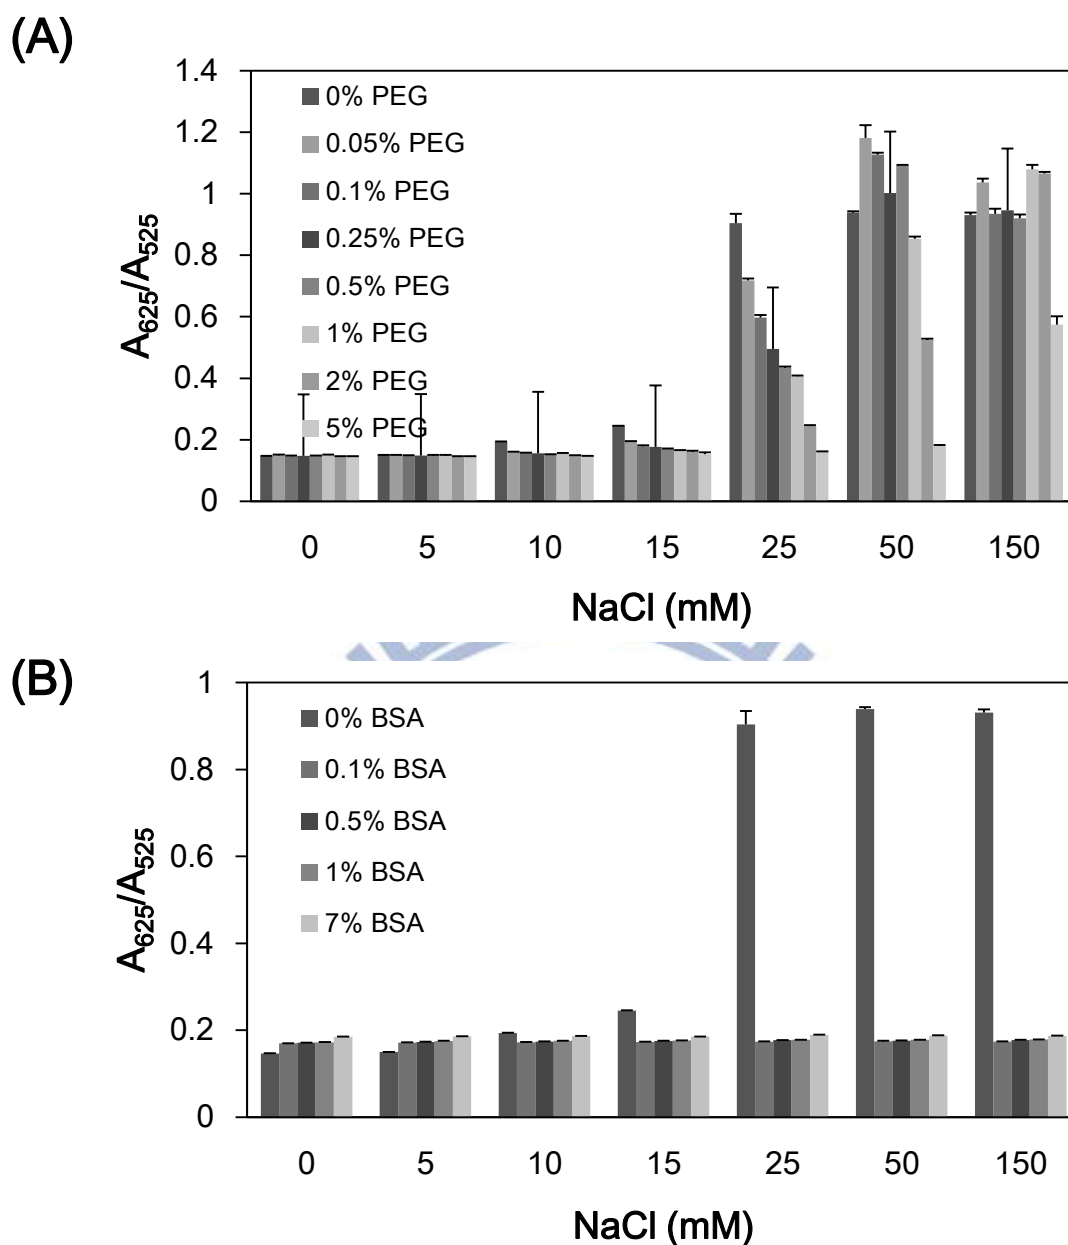 (A)
1.4
1.2
1
0.8
0.6
0.4
0.2
0
A625/A525
0% PEG
0.05% PEG
0.1% PEG
0.25% PEG
0.5% PEG
1% PEG
2% PEG
5% PEG
0 5 10 15 25 50 150
NaCl (mM)
(B)
1
0.8
0.6
0.4
0.2
0
A625/A525
0% BSA
0.1% BSA
0.5% BSA
1% BSA
7% BSA
0 5 10 15 25 50 150
NaCl (mM)